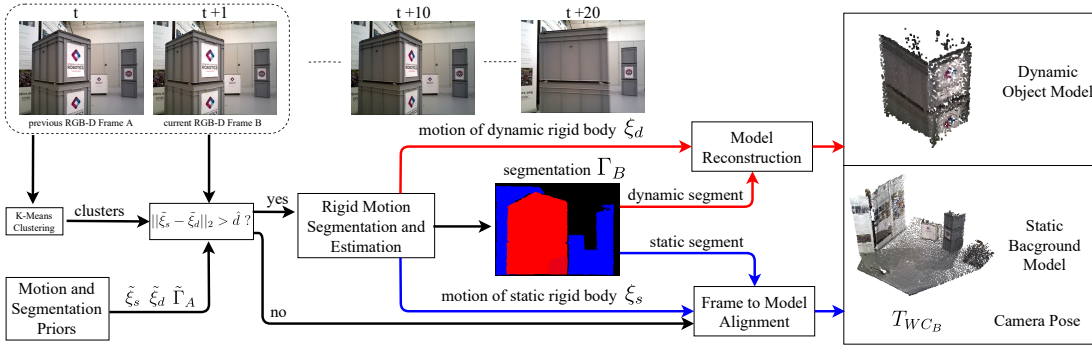 t
t +1
t +10
t +20
ROBOTICS
previous RGB-D Frame A
current RGB-D Frame B
K-Means
Clustering
clusters
||ξ̃_s − ξ̃_d||_2 > d̂ ?
yes
no
Motion and
Segmentation
Priors
ξ̃_s ξ̃_d Γ̃_A
Rigid Motion
Segmentation and
Estimation
motion of dynamic rigid body ξ_d
segmentation Γ_B
dynamic segment
static segment
motion of static rigid body ξ_s
Model
Reconstruction
Frame to Model
Alignment
Dynamic
Object Model
Static
Bacground
Model
T_{WC_B}
Camera Pose